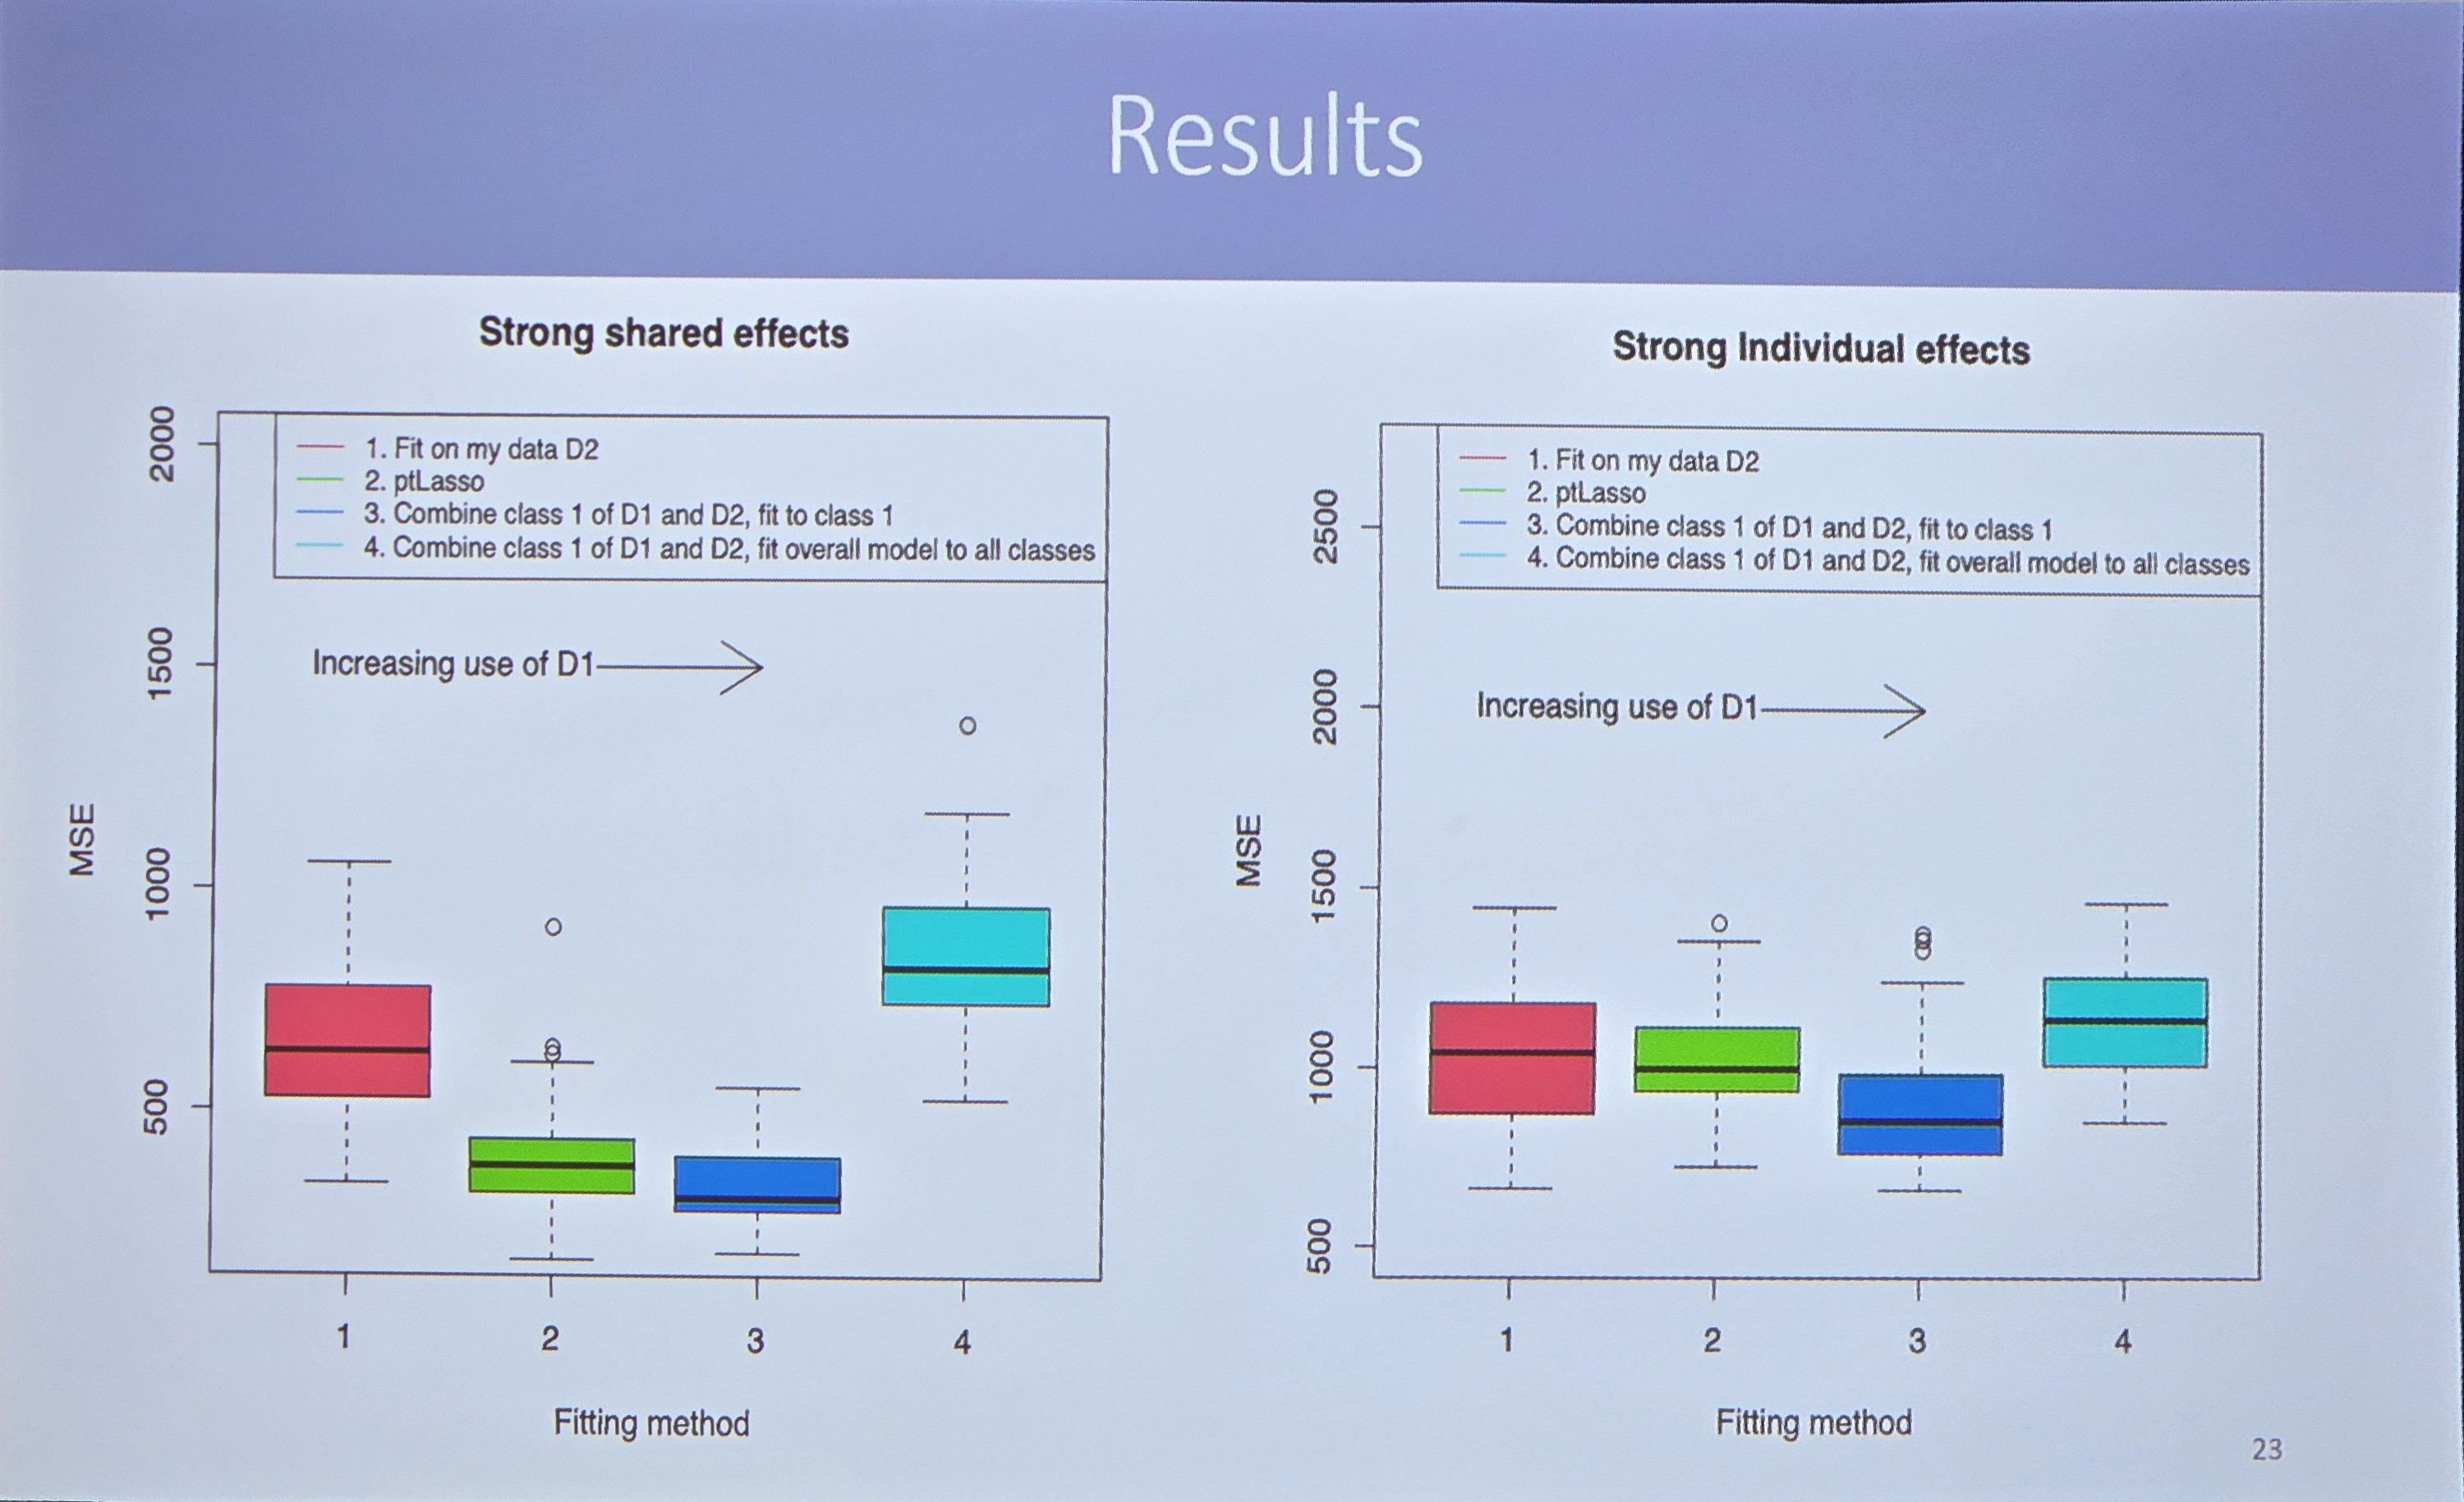 Results
Strong shared effects
2000
1500
1000
500
MSE
1. Fit on my data D2
2. ptLasso
3. Combine class 1 of D1 and D2, fit to class 1
4. Combine class 1 of D1 and D2, fit overall model to all classes
Increasing use of D1
1 2 3 4
Fitting method
Strong Individual effects
2500
2000
1500
1000
500
MSE
1. Fit on my data D2
2. ptLasso
3. Combine class 1 of D1 and D2, fit to class 1
4. Combine class 1 of D1 and D2, fit overall model to all classes
Increasing use of D1
1 2 3 4
Fitting method
23